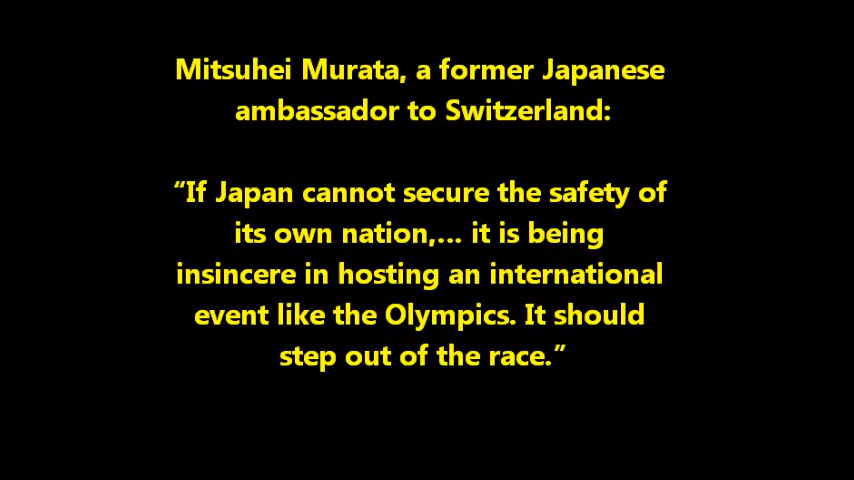 Mitsuhei Murata, a former Japanese
ambassador to Switzerland:
“If Japan cannot secure the safety of
its own nation,... it is being
insincere in hosting an international
event like the Olympics. It should
step out of the race.”